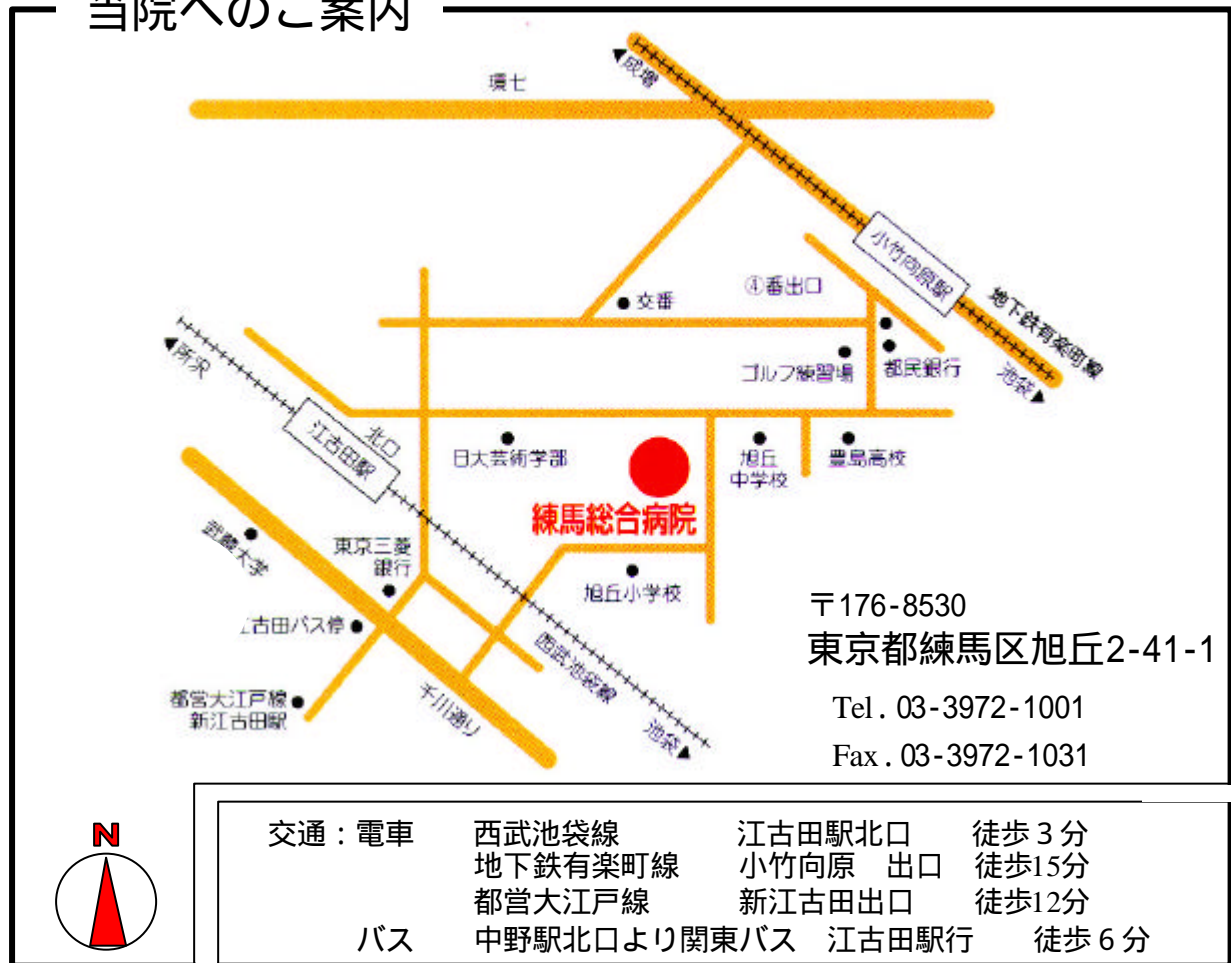 当院へのご案内
▼成増
環七
小竹向原駅
地下鉄有楽町線
池袋▶
④番出口
交番
ゴルフ練習場
都民銀行
◀所沢
江古田駅
北口
日大芸術学部
旭丘
中学校
豊島高校
練馬総合病院
武蔵大学
東京三菱
銀行
旭丘小学校
江古田バス停
西武池袋線
都営大江戸線
新江古田駅
千川通り
池袋▶
〒176-8530
東京都練馬区旭丘2-41-1
Tel . 03-3972-1001
Fax . 03-3972-1031
N
交通:電車 西武池袋線 江古田駅北口 徒歩3分
地下鉄有楽町線 小竹向原 出口 徒歩15分
都営大江戸線 新江古田出口 徒歩12分
バス 中野駅北口より関東バス 江古田駅行 徒歩6分